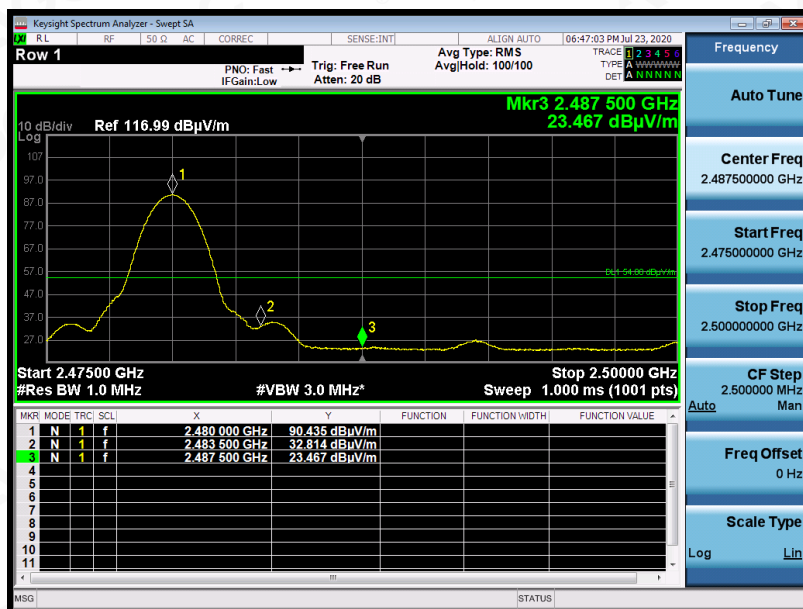 Keysight Spectrum Analyzer - Swept SA
LXI RL RF 50 Ω AC CORREC SENSE:INT ALIGN AUTO 06:47:03 PM Jul 23, 2020
Row 1
PNO: Fast
IFGain:Low
Trig: Free Run
Atten: 20 dB
Avg Type: RMS
Avg|Hold: 100/100
TRACE 1 2 3 4 5 6
TYPE A WWWWW
DET A N N N N N
Mkr3 2.487 500 GHz
23.467 dBµV/m
10 dB/div Ref 116.99 dBµV/m
Log
107
97.0
87.0
77.0
67.0
57.0
47.0
37.0
27.0
1
2
3
DL1 54.00 dBµV/m
Start 2.47500 GHz Stop 2.50000 GHz
#Res BW 1.0 MHz #VBW 3.0 MHz* Sweep 1.000 ms (1001 pts)
MKR MODE TRC SCL X Y FUNCTION FUNCTION WIDTH FUNCTION VALUE
1 N 1 f 2.480 000 GHz 90.435 dBµV/m
2 N 1 f 2.483 500 GHz 32.814 dBµV/m
3 N 1 f 2.487 500 GHz 23.467 dBµV/m
4
5
6
7
8
9
10
11
MSG STATUS
Frequency
Auto Tune
Center Freq
2.487500000 GHz
Start Freq
2.475000000 GHz
Stop Freq
2.500000000 GHz
CF Step
2.500000 MHz
Auto Man
Freq Offset
0 Hz
Scale Type
Log Lin